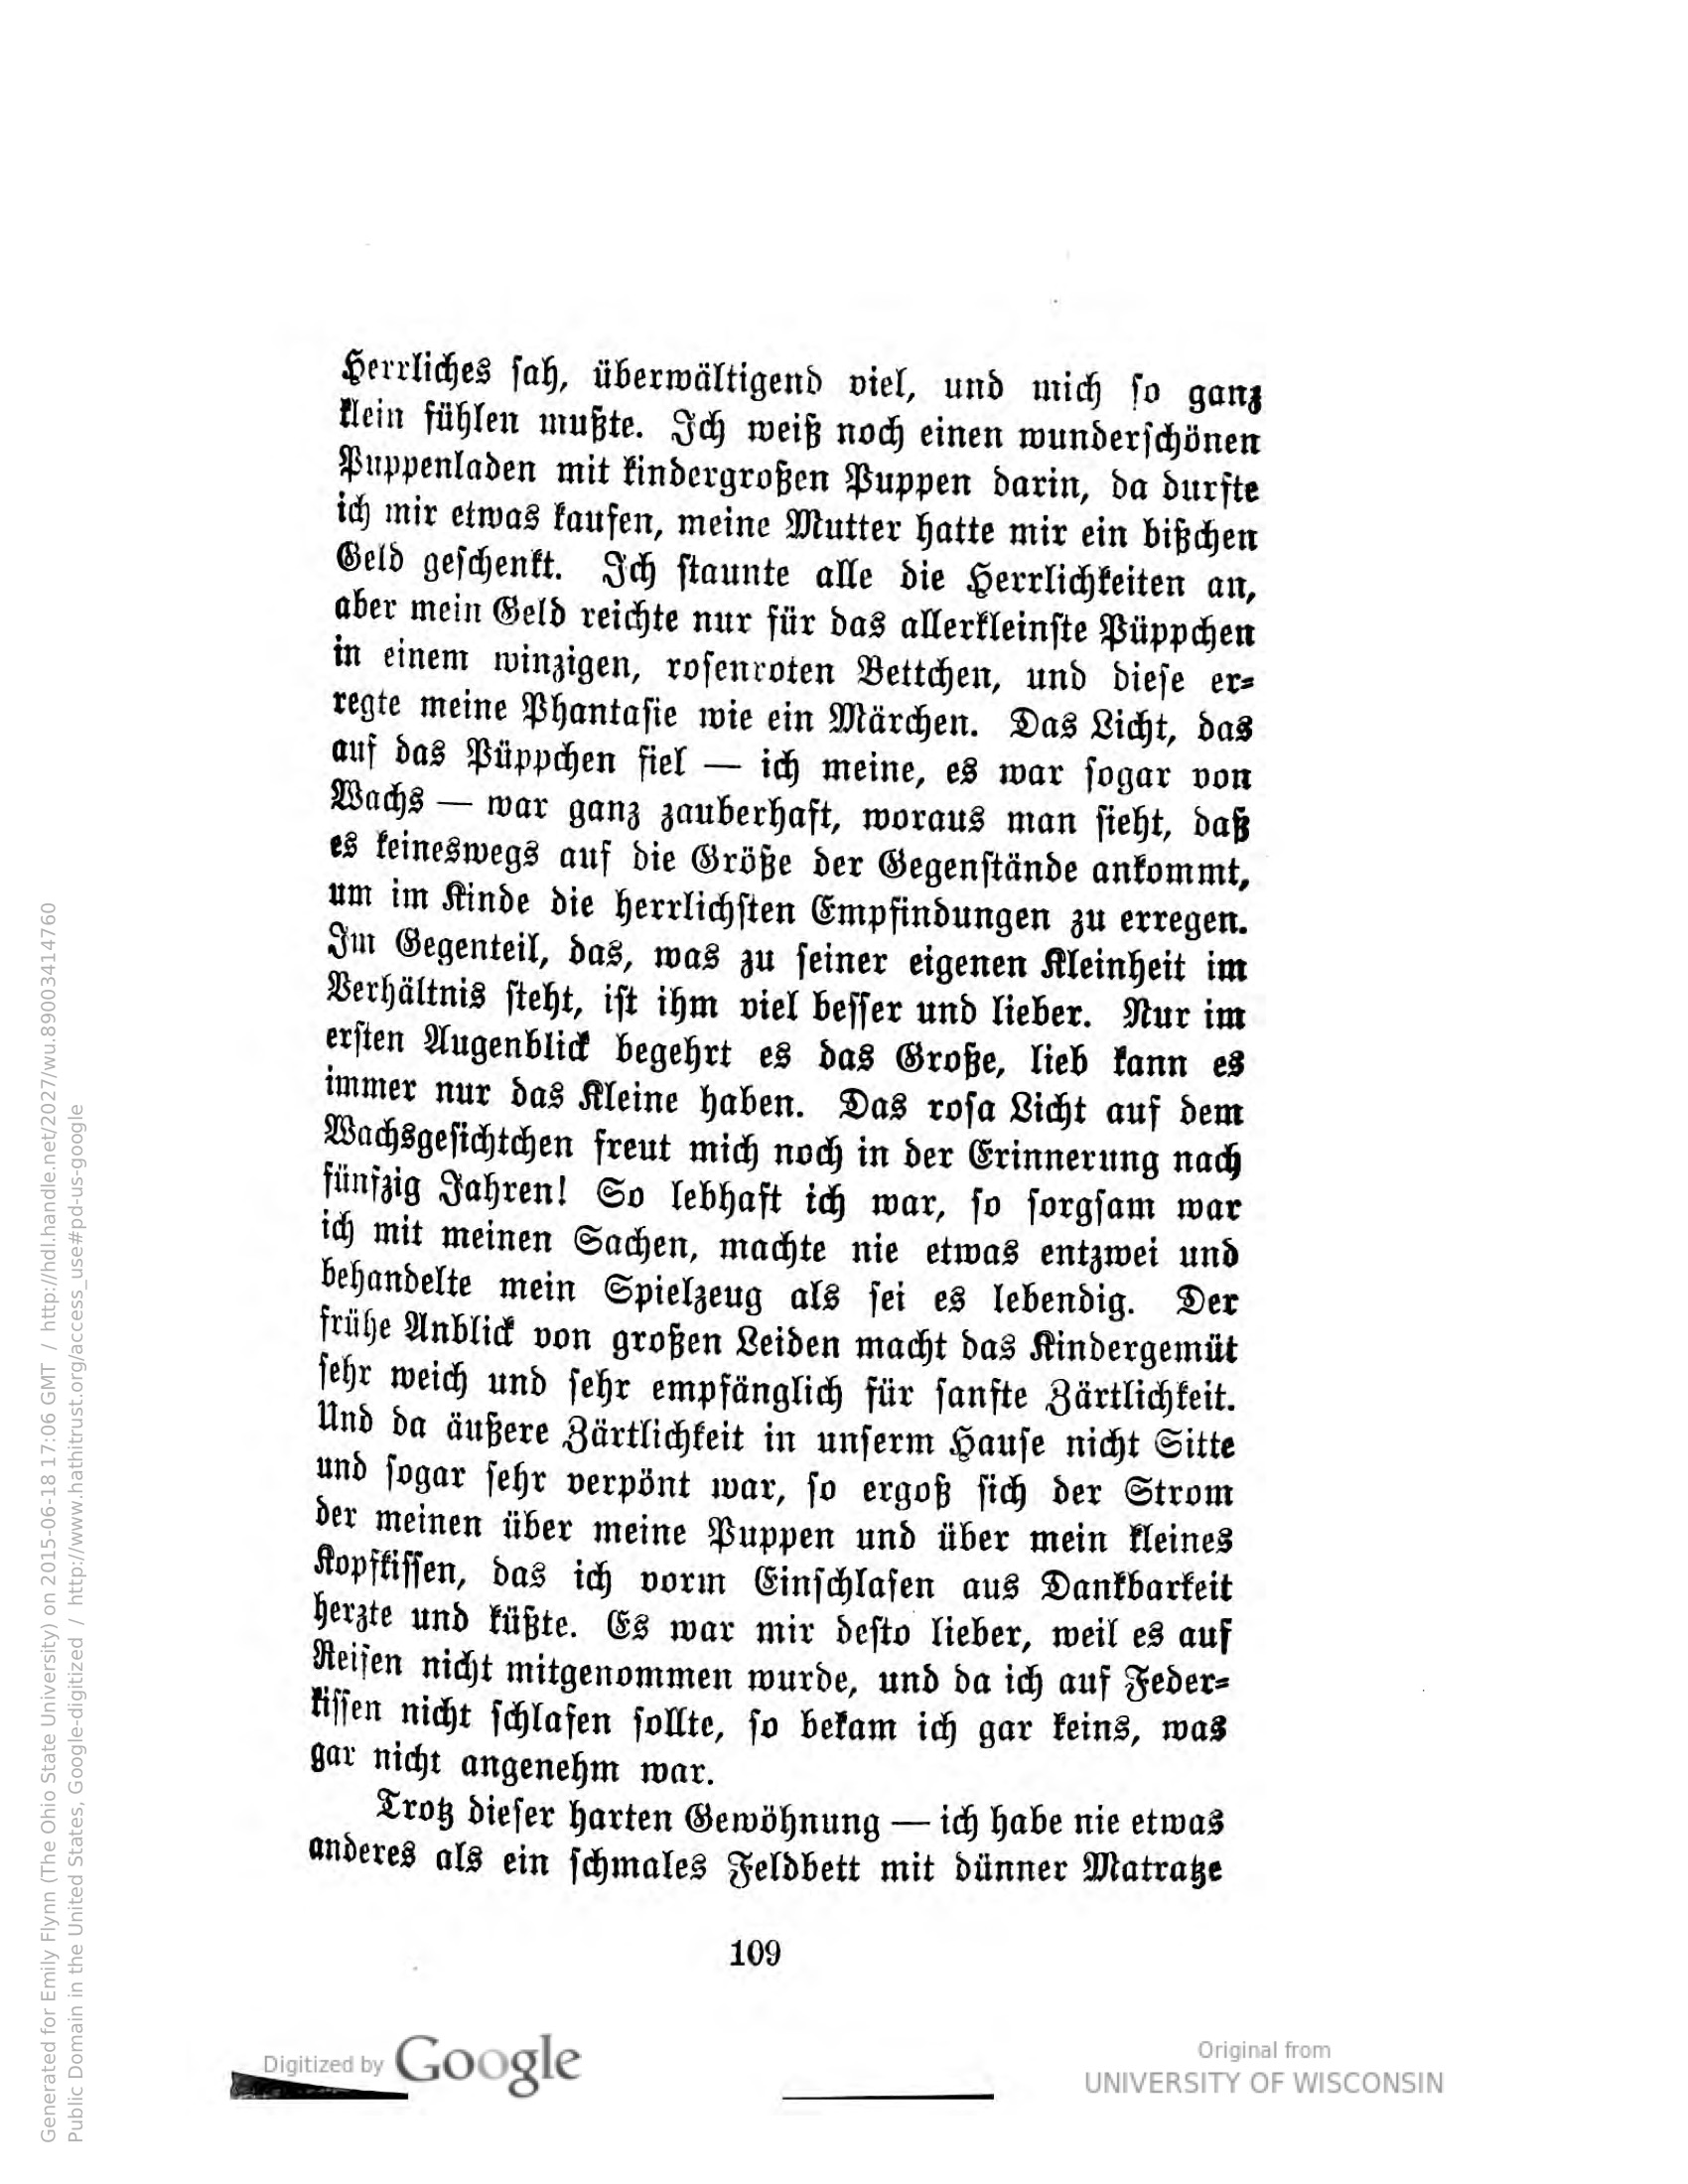 Herrliches sah, überwältigend viel, und mich so ganz
klein fühlen mußte. Ich weiß noch einen wunderschönen
Puppenladen mit kindergroßen Puppen darin, da durfte
ich mir etwas kaufen, meine Mutter hatte mir ein bißchen
Geld geschenkt. Ich staunte alle die Herrlichkeiten an,
aber mein Geld reichte nur für das allerkleinste Püppchen
in einem winzigen, rosenroten Bettchen, und diese er-
regte meine Phantasie wie ein Märchen. Das Licht, das
auf das Püppchen fiel — ich meine, es war sogar von
Wachs — war ganz zauberhaft, woraus man sieht, daß
es keineswegs auf die Größe der Gegenstände ankommt,
um im Kinde die herrlichsten Empfindungen zu erregen.
Im Gegenteil, das, was zu seiner eigenen Kleinheit im
Verhältnis steht, ist ihm viel besser und lieber. Nur im
ersten Augenblick begehrt es das Große, lieb kann es
immer nur das Kleine haben. Das rosa Licht auf dem
Wachsgesichtchen freut mich noch in der Erinnerung nach
fünfzig Jahren! So lebhaft ich war, so sorgsam war
ich mit meinen Sachen, machte nie etwas entzwei und
behandelte mein Spielzeug als sei es lebendig. Der
frühe Anblick von großen Leiden macht das Kindergemüt
sehr weich und sehr empfänglich für sanfte Zärtlichkeit.
Und da äußere Zärtlichkeit in unserm Hause nicht Sitte
und sogar sehr verpönt war, so ergoß sich der Strom
der meinen über meine Puppen und über mein kleines
Kopfkissen, das ich vorm Einschlafen aus Dankbarkeit
herzte und küßte. Es war mir desto lieber, weil es auf
Reisen nicht mitgenommen wurde, und da ich auf Feder-
kissen nicht schlafen sollte, so bekam ich gar keins, was
gar nicht angenehm war.
Trotz dieser harten Gewöhnung — ich habe nie etwas
anderes als ein schmales Feldbett mit dünner Matratze
109
Digitized by Google
Original from
UNIVERSITY OF WISCONSIN
Generated for Emily Flynn (The Ohio State University) on 2015-06-18 17:06 GMT / http://hdl.handle.net/2027/wu.89003414760
Public Domain in the United States, Google-digitized / http://www.hathitrust.org/access_use#pd-us-google